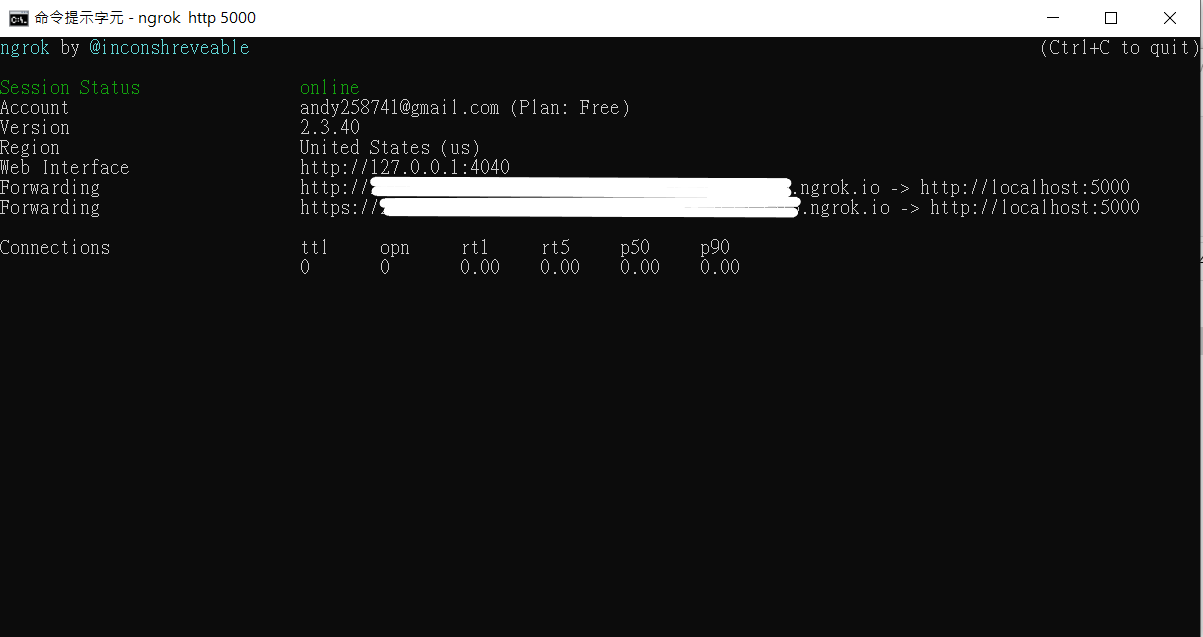 命令提示字元 - ngrok http 5000
ngrok by @inconshreveable (Ctrl+C to quit)
Session Status online
Account andy258741@gmail.com (Plan: Free)
Version 2.3.40
Region United States (us)
Web Interface http://127.0.0.1:4040
Forwarding http:// .ngrok.io -> http://localhost:5000
Forwarding https:// .ngrok.io -> http://localhost:5000
Connections ttl opn rt1 rt5 p50 p90
0 0 0.00 0.00 0.00 0.00